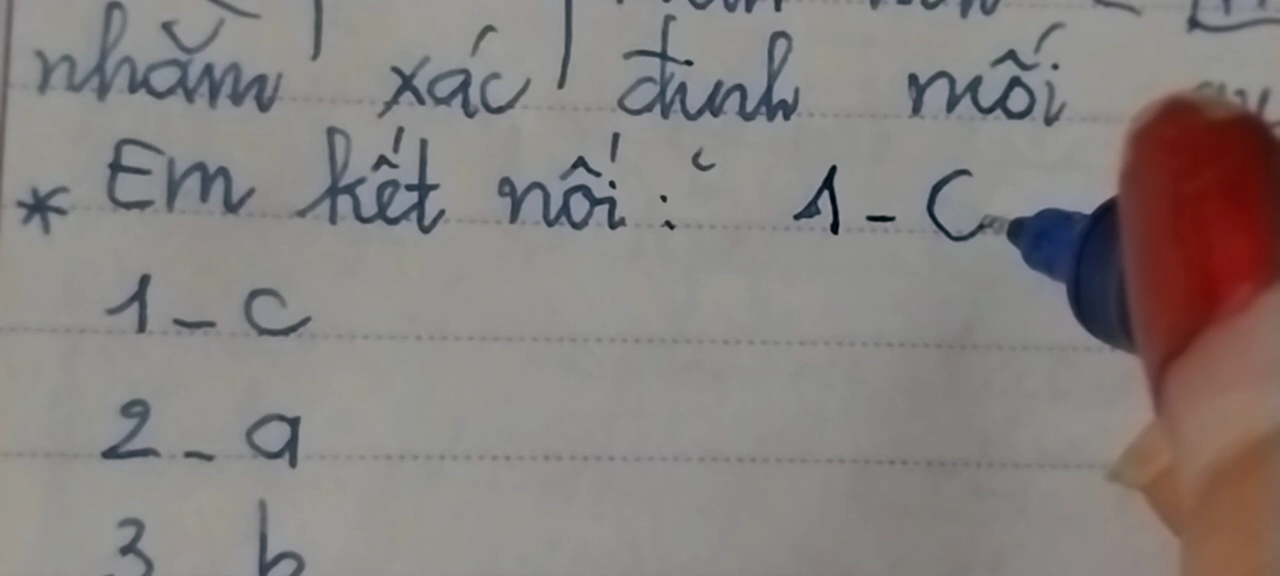 nhằm xác định mối
* Em kết nối: 1 - C
1 - c
2 - a
3 b